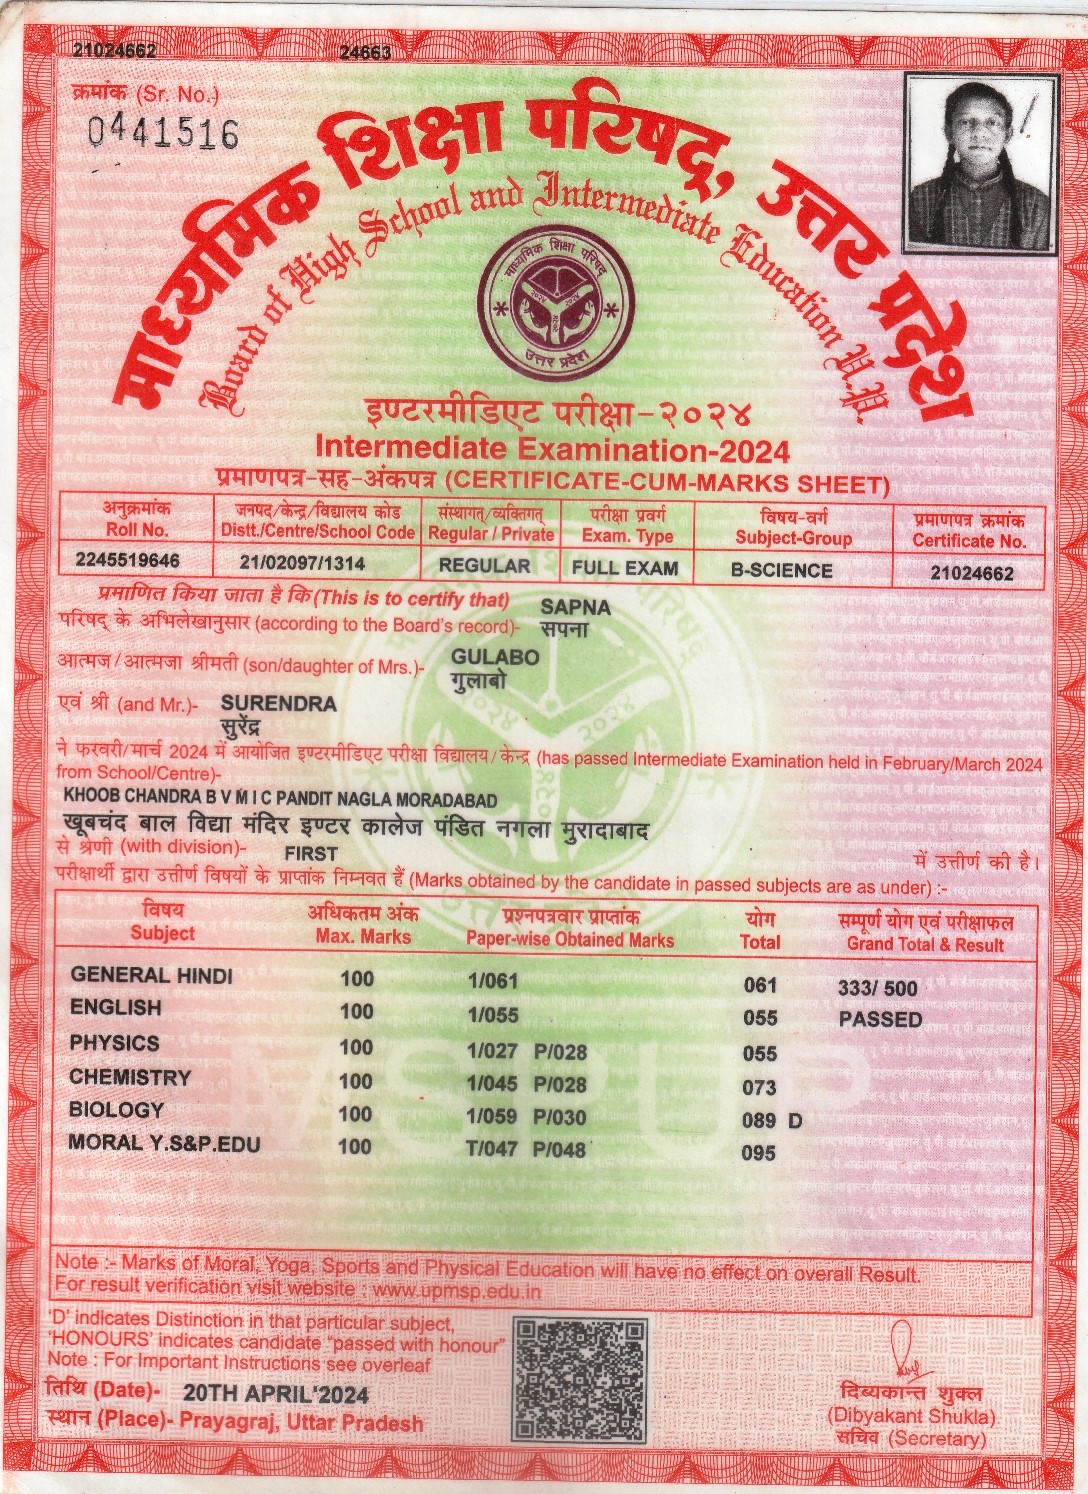 21024662 24663
क्रमांक (Sr. No.)
0441516
माध्यमिक शिक्षा परिषद्, उत्तर प्रदेश
Board of High School and Intermediate Education U.P.
माध्यमिक शिक्षा परिषद्
उत्तर प्रदेश
इण्टरमीडिएट परीक्षा-२०२४
Intermediate Examination-2024
प्रमाणपत्र-सह-अंकपत्र (CERTIFICATE-CUM-MARKS SHEET)
अनुक्रमांक जनपद/केन्द्र/विद्यालय कोड संस्थागत्/व्यक्तिगत् परीक्षा प्रवर्ग विषय-वर्ग प्रमाणपत्र क्रमांक
Roll No. Distt./Centre/School Code Regular / Private Exam. Type Subject-Group Certificate No.
2245519646 21/02097/1314 REGULAR FULL EXAM B-SCIENCE 21024662
प्रमाणित किया जाता है कि (This is to certify that) SAPNA
परिषद् के अभिलेखानुसार (according to the Board's record)- सपना
आत्मज/आत्मजा श्रीमती (son/daughter of Mrs.)- GULABO
गुलाबो
एवं श्री (and Mr.)- SURENDRA
सुरेंद्र
ने फरवरी/मार्च 2024 में आयोजित इण्टरमीडिएट परीक्षा विद्यालय/केन्द्र (has passed Intermediate Examination held in February/March 2024
from School/Centre)-
KHOOB CHANDRA B V M I C PANDIT NAGLA MORADABAD
खूबचंद बाल विद्या मंदिर इण्टर कालेज पंडित नगला मुरादाबाद
से श्रेणी (with division)- FIRST में उत्तीर्ण की है।
परीक्षार्थी द्वारा उत्तीर्ण विषयों के प्राप्तांक निम्नवत हैं (Marks obtained by the candidate in passed subjects are as under) :-
विषय अधिकतम अंक प्रश्नपत्रवार प्राप्तांक योग सम्पूर्ण योग एवं परीक्षाफल
Subject Max. Marks Paper-wise Obtained Marks Total Grand Total & Result
GENERAL HINDI 100 1/061 061 333/ 500
ENGLISH 100 1/055 055 PASSED
PHYSICS 100 1/027 P/028 055
CHEMISTRY 100 1/045 P/028 073
BIOLOGY 100 1/059 P/030 089 D
MORAL Y.S&P.EDU 100 T/047 P/048 095
Note :- Marks of Moral, Yoga, Sports and Physical Education will have no effect on overall Result.
For result verification visit website : www.upmsp.edu.in
'D' indicates Distinction in that particular subject,
'HONOURS' indicates candidate "passed with honour"
Note : For Important Instructions see overleaf
तिथि (Date)- 20TH APRIL'2024
स्थान (Place)- Prayagraj, Uttar Pradesh
दिब्यकान्त शुक्ल
(Dibyakant Shukla)
सचिव (Secretary)